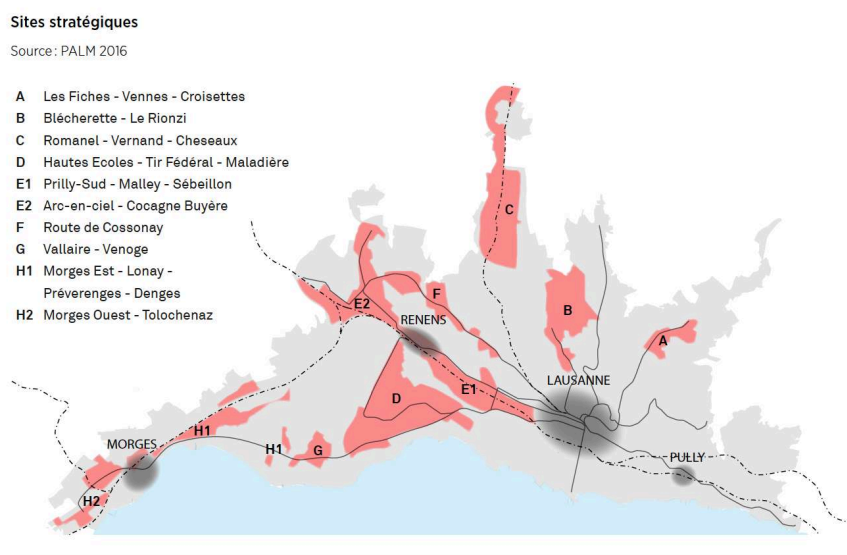 Sites stratégiques
Source : PALM 2016
A Les Fiches - Vennes - Croisettes
B Blécherette - Le Rionzi
C Romanel - Vernand - Cheseaux
D Hautes Ecoles - Tir Fédéral - Maladière
E1 Prilly-Sud - Malley - Sébeillon
E2 Arc-en-ciel - Cocagne Buyère
F Route de Cossonay
G Vallaire - Venoge
H1 Morges Est - Lonay -
Préverenges - Denges
H2 Morges Ouest - Tolochenaz
C
F
E2
B
RENENS
A
LAUSANNE
E1
D
H1
MORGES
H1
G
PULLY
H2